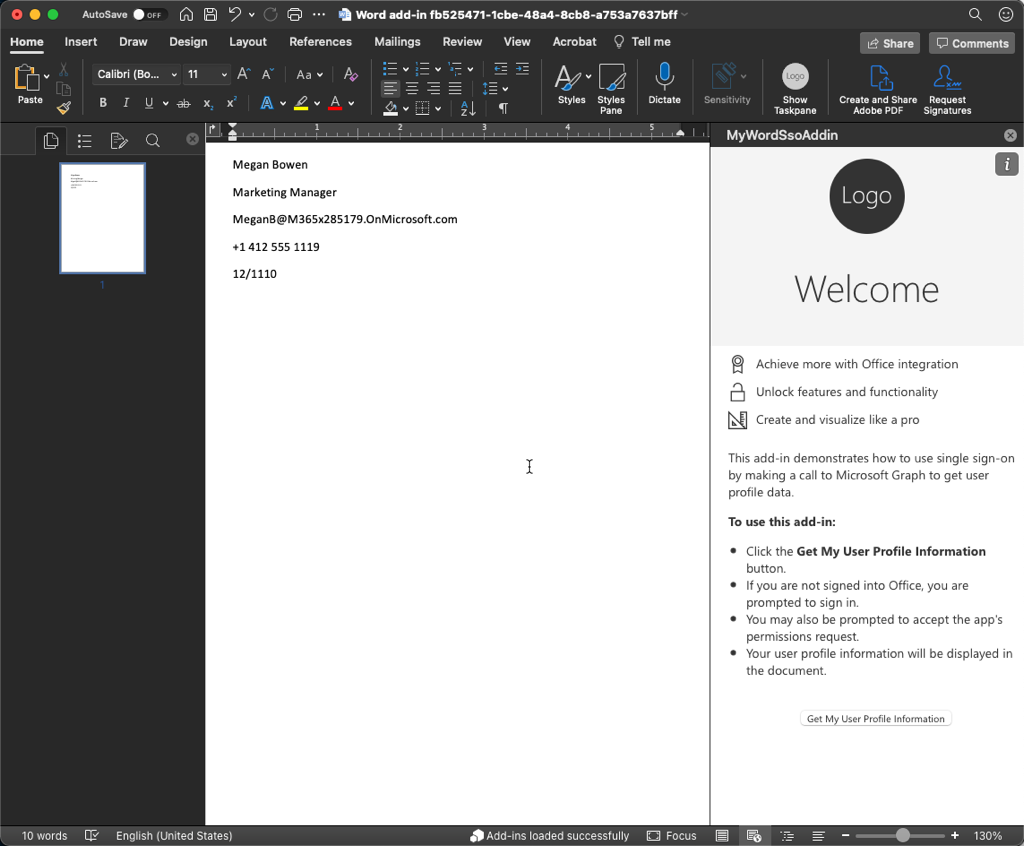 AutoSave OFF
Word add-in fb525471-1cbe-48a4-8cb8-a753a7637bff
Home Insert Draw Design Layout References Mailings Review View Acrobat Tell me Share Comments
Paste
Calibri (Bo... 11
Styles
Styles Pane
Dictate
Sensitivity
Logo
Show Taskpane
Create and Share Adobe PDF
Request Signatures
1 2 3 4 5
1
Megan Bowen
Marketing Manager
MeganB@M365x285179.OnMicrosoft.com
+1 412 555 1119
12/1110
MyWordSsoAddin
Logo
Welcome
Achieve more with Office integration
Unlock features and functionality
Create and visualize like a pro
This add-in demonstrates how to use single sign-on
by making a call to Microsoft Graph to get user
profile data.
To use this add-in:
Click the Get My User Profile Information
button.
If you are not signed into Office, you are
prompted to sign in.
You may also be prompted to accept the app's
permissions request.
Your user profile information will be displayed in
the document.
Get My User Profile Information
10 words English (United States) Add-ins loaded successfully Focus 130%